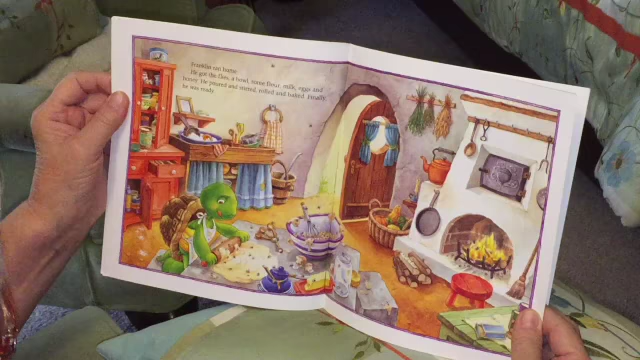 Franklin ran home.
He got the flies, a bowl, some flour, milk, eggs and
honey. He poured and stirred, rolled and baked. Finally,
he was ready.